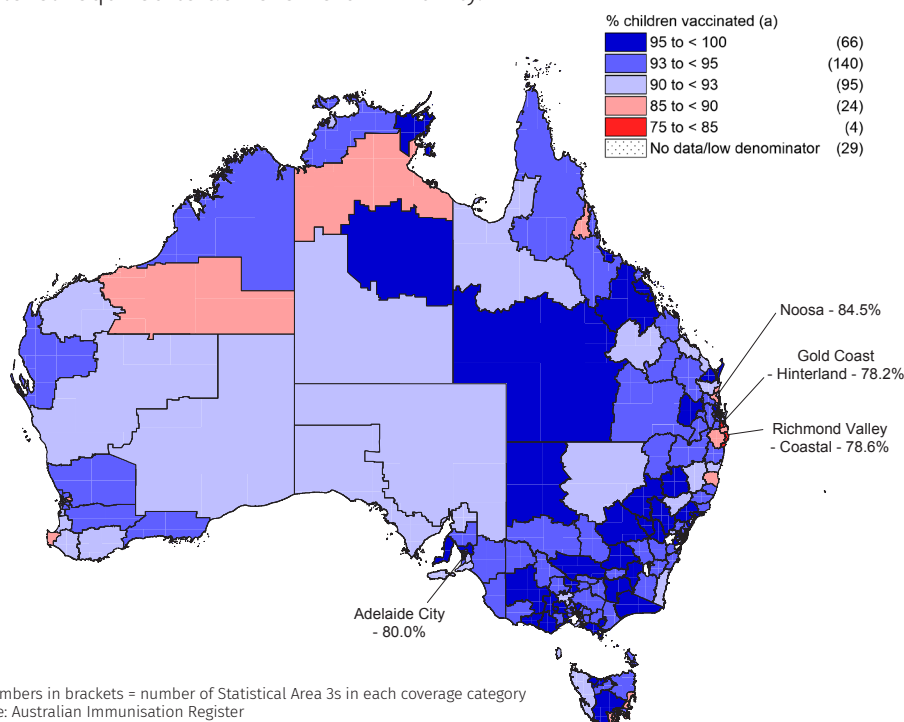 % children vaccinated (a)
95 to < 100 (66)
93 to < 95 (140)
90 to < 93 (95)
85 to < 90 (24)
75 to < 85 (4)
No data/low denominator (29)
Noosa - 84.5%
Gold Coast
- Hinterland - 78.2%
Richmond Valley
- Coastal - 78.6%
Adelaide City
- 80.0%
mbers in brackets = number of Statistical Area 3s in each coverage category
e: Australian Immunisation Register